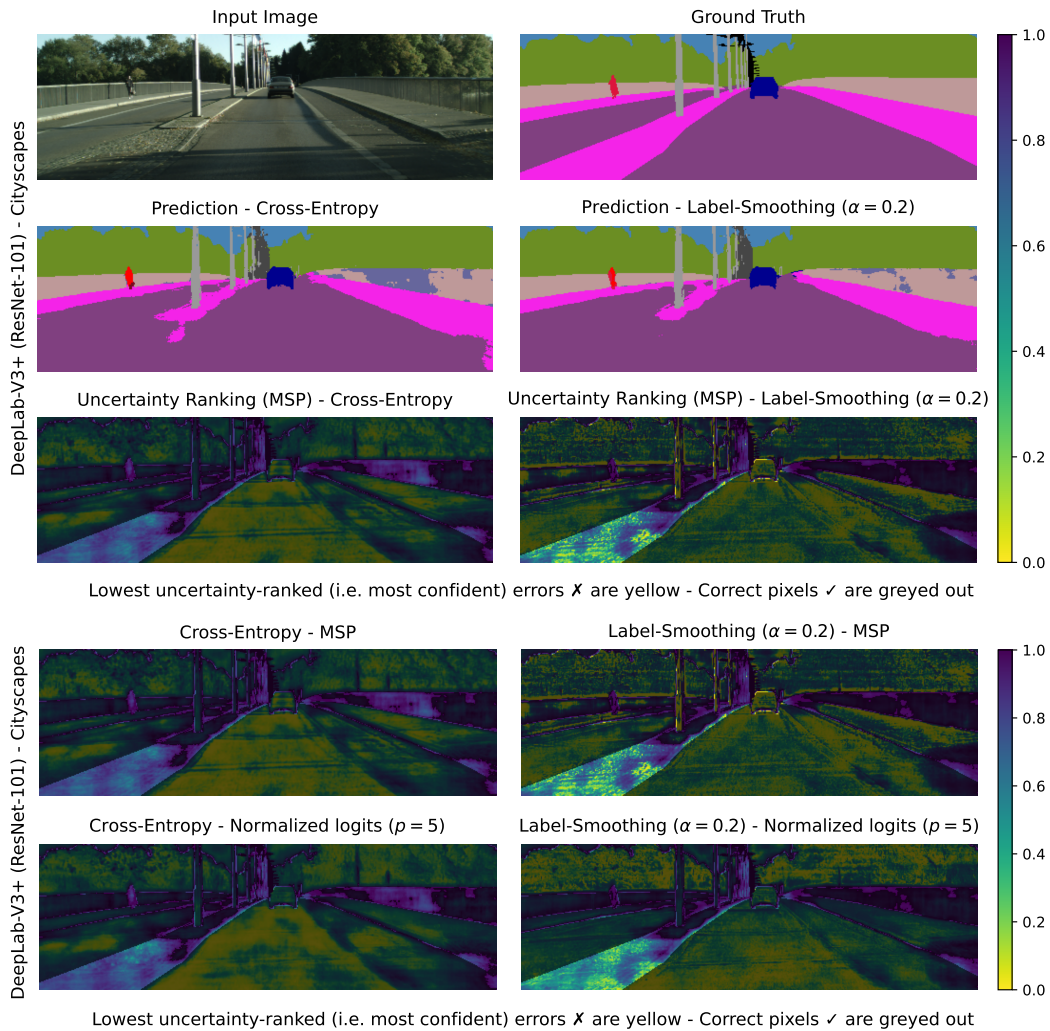 Input Image
Ground Truth
DeepLab-V3+ (ResNet-101) - Cityscapes
1.0
0.8
0.6
0.4
0.2
0.0
Prediction - Cross-Entropy
Prediction - Label-Smoothing (α = 0.2)
Uncertainty Ranking (MSP) - Cross-Entropy
Uncertainty Ranking (MSP) - Label-Smoothing (α = 0.2)
Lowest uncertainty-ranked (i.e. most confident) errors ✗ are yellow - Correct pixels ✓ are greyed out
Cross-Entropy - MSP
Label-Smoothing (α = 0.2) - MSP
DeepLab-V3+ (ResNet-101) - Cityscapes
1.0
0.8
0.6
0.4
0.2
0.0
Cross-Entropy - Normalized logits (p = 5)
Label-Smoothing (α = 0.2) - Normalized logits (p = 5)
Lowest uncertainty-ranked (i.e. most confident) errors ✗ are yellow - Correct pixels ✓ are greyed out